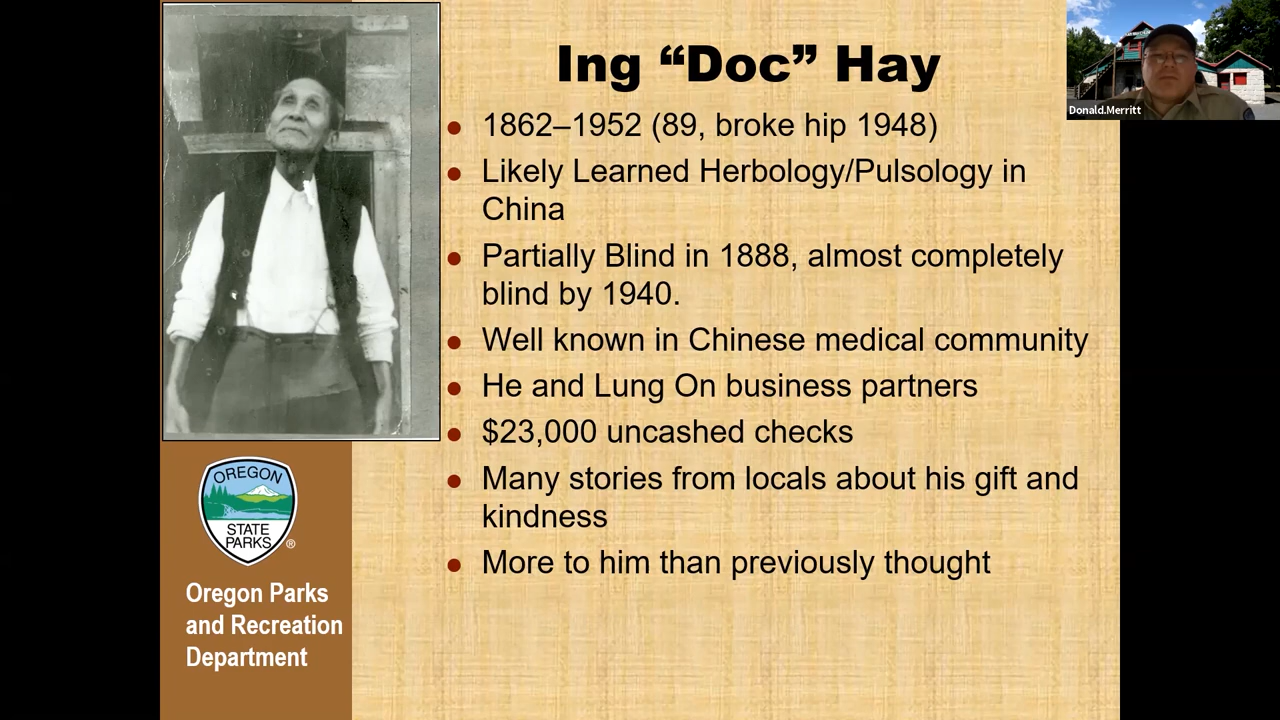 Ing “Doc” Hay
● 1862–1952 (89, broke hip 1948)
● Likely Learned Herbology/Pulsology in
China
● Partially Blind in 1888, almost completely
blind by 1940.
● Well known in Chinese medical community
● He and Lung On business partners
● $23,000 uncashed checks
● Many stories from locals about his gift and
kindness
● More to him than previously thought
OREGON
STATE
PARKS®
Oregon Parks
and Recreation
Department
Donald.Merritt